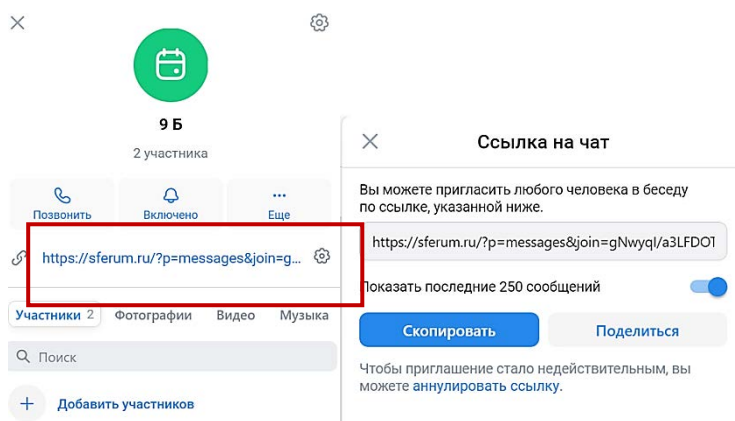 9 Б
2 участника
Позвонить
Включено
Еще
https://sferum.ru/?p=messages&join=g...
Участники 2 Фотографии Видео Музыка
Поиск
Добавить участников
Ссылка на чат
Вы можете пригласить любого человека в беседу
по ссылке, указанной ниже.
https://sferum.ru/?p=messages&join=gNwyqI/a3LFDO
Показать последние 250 сообщений
Скопировать
Поделиться
Чтобы приглашение стало недействительным, вы
можете аннулировать ссылку.